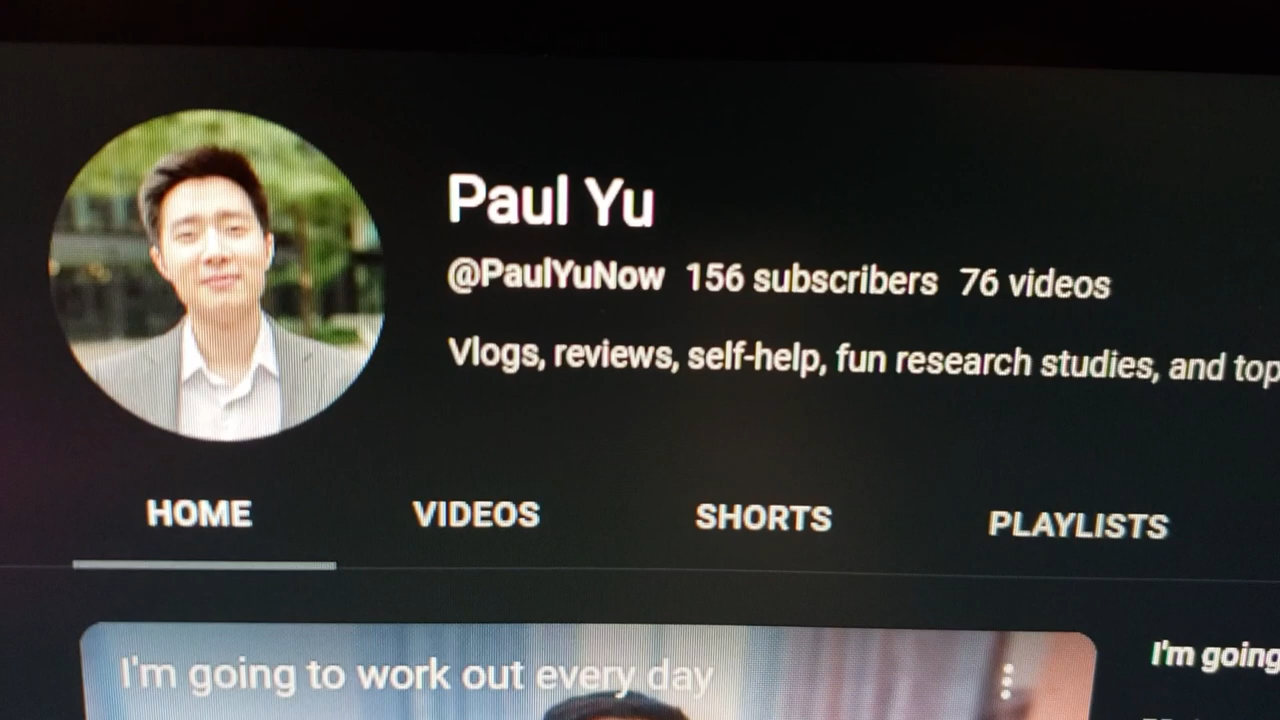 Paul Yu
@PaulYuNow 156 subscribers 76 videos
Vlogs, reviews, self-help, fun research studies, and top
HOME VIDEOS SHORTS PLAYLISTS
I'm going to work out every day
I'm going